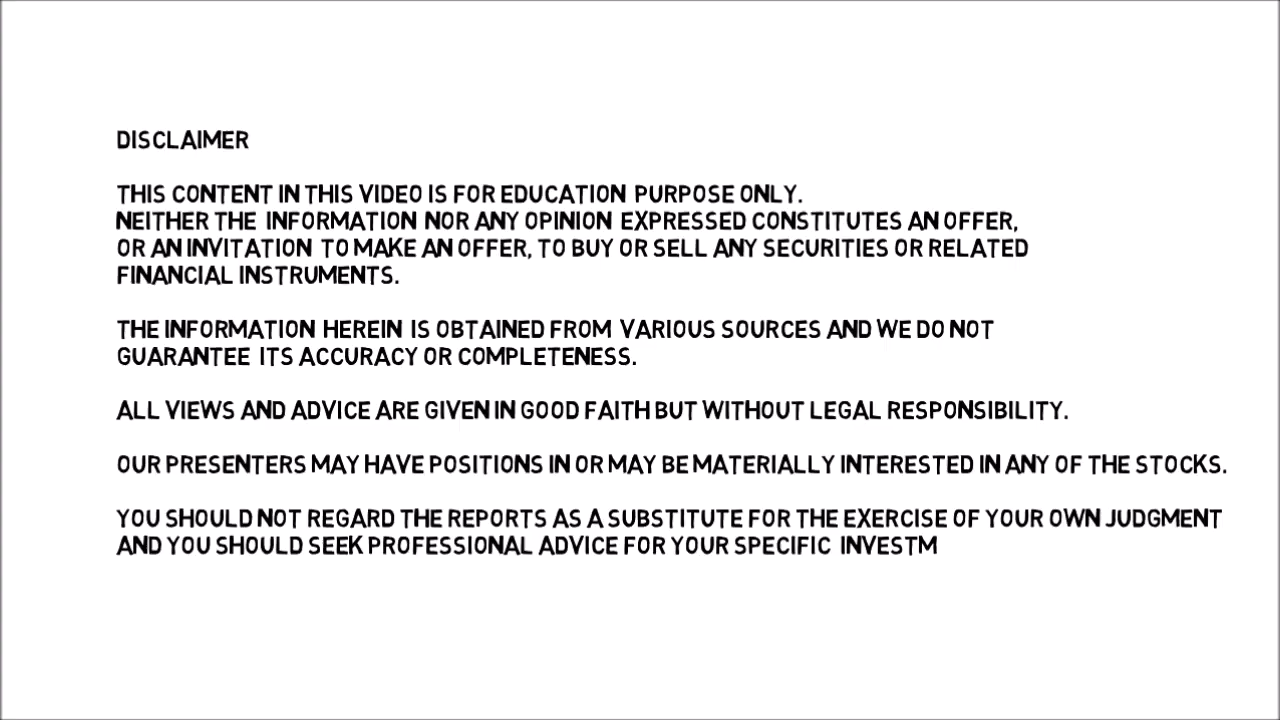 DISCLAIMER
THIS CONTENT IN THIS VIDEO IS FOR EDUCATION PURPOSE ONLY.
NEITHER THE INFORMATION NOR ANY OPINION EXPRESSED CONSTITUTES AN OFFER,
OR AN INVITATION TO MAKE AN OFFER, TO BUY OR SELL ANY SECURITIES OR RELATED
FINANCIAL INSTRUMENTS.
THE INFORMATION HEREIN IS OBTAINED FROM VARIOUS SOURCES AND WE DO NOT
GUARANTEE ITS ACCURACY OR COMPLETENESS.
ALL VIEWS AND ADVICE ARE GIVEN IN GOOD FAITH BUT WITHOUT LEGAL RESPONSIBILITY.
OUR PRESENTERS MAY HAVE POSITIONS IN OR MAY BE MATERIALLY INTERESTED IN ANY OF THE STOCKS.
YOU SHOULD NOT REGARD THE REPORTS AS A SUBSTITUTE FOR THE EXERCISE OF YOUR OWN JUDGMENT
AND YOU SHOULD SEEK PROFESSIONAL ADVICE FOR YOUR SPECIFIC INVESTM